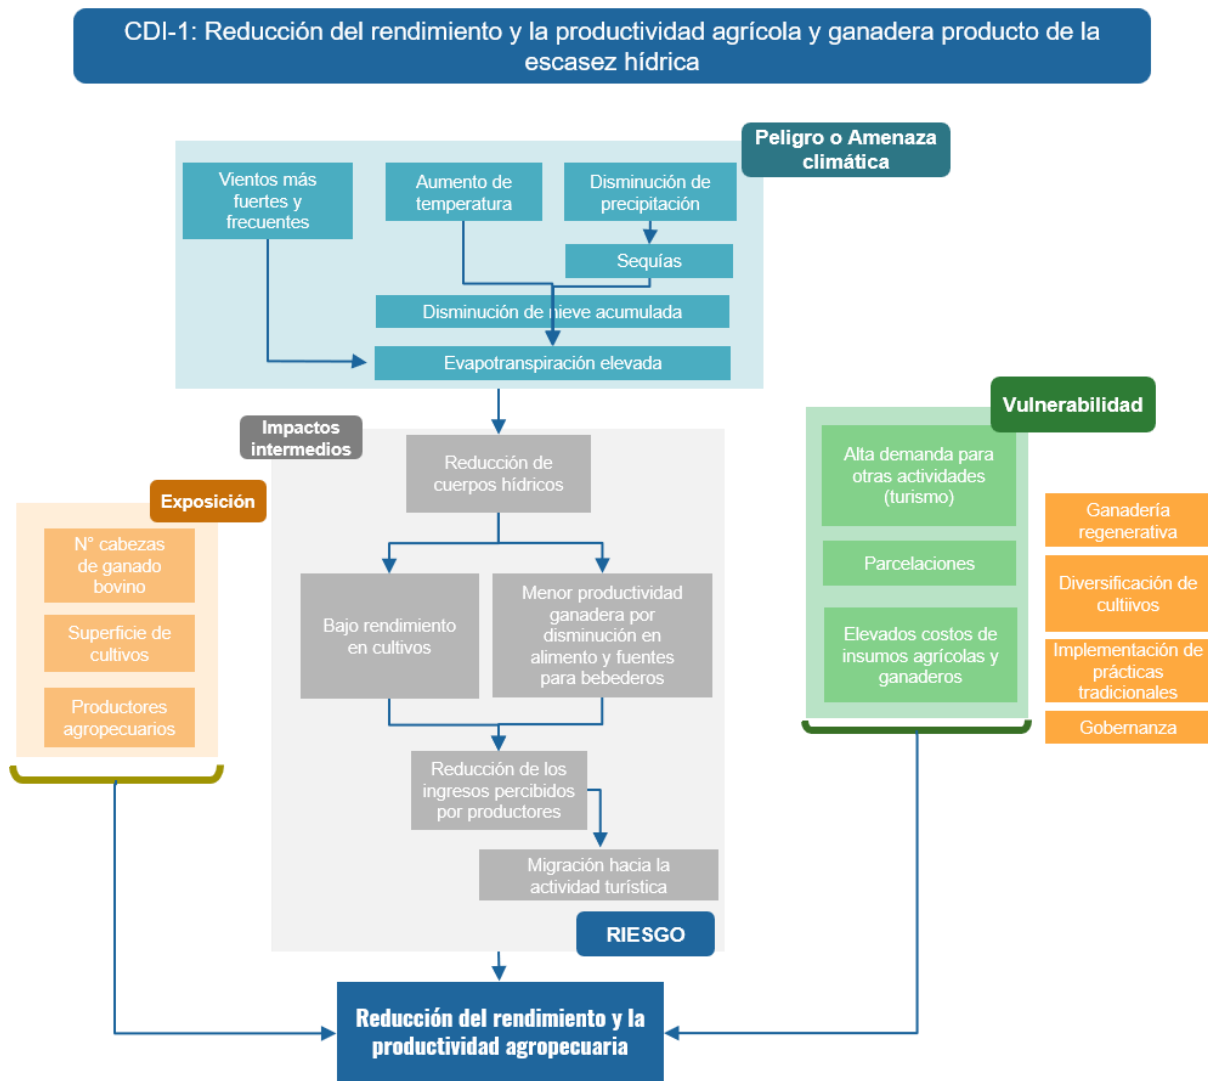 CDI-1: Reducción del rendimiento y la productividad agrícola y ganadera producto de la
escasez hídrica
Peligro o Amenaza
climática
Vientos más
fuertes y
frecuentes
Aumento de
temperatura
Disminución de
precipitación
Sequías
Disminución de nieve acumulada
Evapotranspiración elevada
Impactos
intermedios
Reducción de
cuerpos hídricos
Bajo rendimiento
en cultivos
Menor productividad
ganadera por
disminución en
alimento y fuentes
para bebederos
Reducción de los
ingresos percibidos
por productores
Migración hacia la
actividad turística
Exposición
N° cabezas
de ganado
bovino
Superficie de
cultivos
Productores
agropecuarios
Vulnerabilidad
Alta demanda para
otras actividades
(turismo)
Parcelaciones
Elevados costos de
insumos agrícolas y
ganaderos
Ganadería
regenerativa
Diversificación de
cultiivos
Implementación de
prácticas
tradicionales
Gobernanza
RIESGO
Reducción del rendimiento y la
productividad agropecuaria